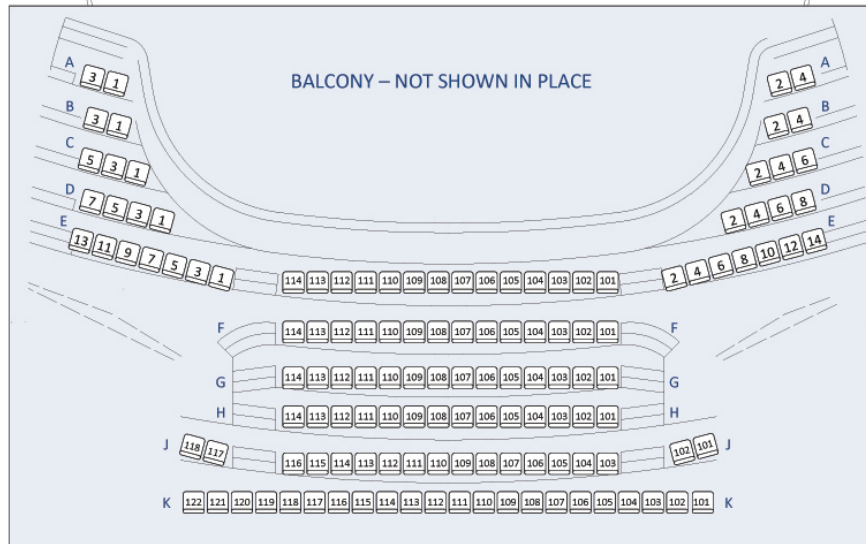 BALCONY – NOT SHOWN IN PLACE
A 3 1 2 4 A
B 3 1 2 4 B
C 5 3 1 2 4 6 C
D 7 5 3 1 2 4 6 8 D
E 13 11 9 7 5 3 1 114 113 112 111 110 109 108 107 106 105 104 103 102 101 2 4 6 8 10 12 14 E
F 114 113 112 111 110 109 108 107 106 105 104 103 102 101 F
G 114 113 112 111 110 109 108 107 106 105 104 103 102 101 G
H 114 113 112 111 110 109 108 107 106 105 104 103 102 101 H
J 118 117 116 115 114 113 112 111 110 109 108 107 106 105 104 103 102 101 J
K 122 121 120 119 118 117 116 115 114 113 112 111 110 109 108 107 106 105 104 103 102 101 K